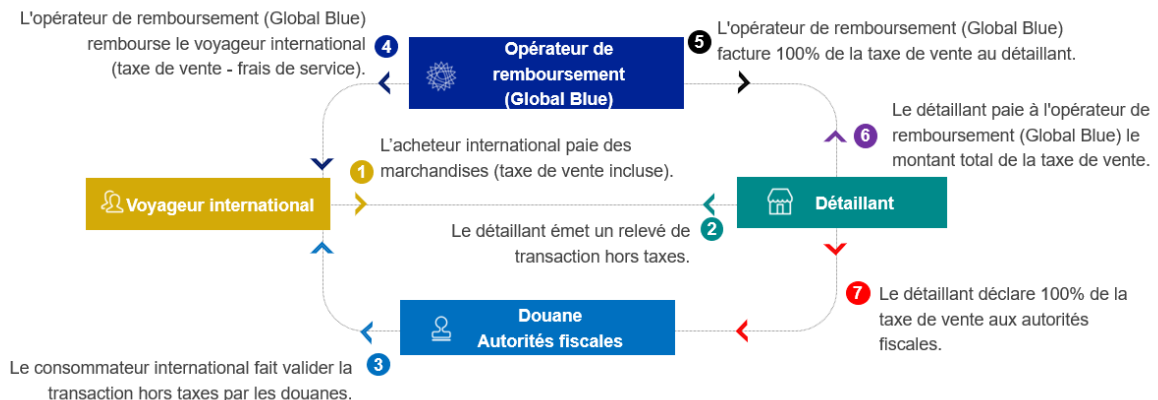 L'opérateur de remboursement (Global Blue)
rembourse le voyageur international
(taxe de vente - frais de service).
4
Opérateur de
remboursement
(Global Blue)
5
L'opérateur de remboursement (Global Blue)
facture 100% de la taxe de vente au détaillant.
Le détaillant paie à l'opérateur de
6
remboursement (Global Blue) le
montant total de la taxe de vente.
1
L'acheteur international paie des
marchandises (taxe de vente incluse).
Voyageur international
Détaillant
2
Le détaillant émet un relevé de
transaction hors taxes.
7
Le détaillant déclare 100% de la
taxe de vente aux autorités
fiscales.
Douane
Autorités fiscales
3
Le consommateur international fait valider la
transaction hors taxes par les douanes.